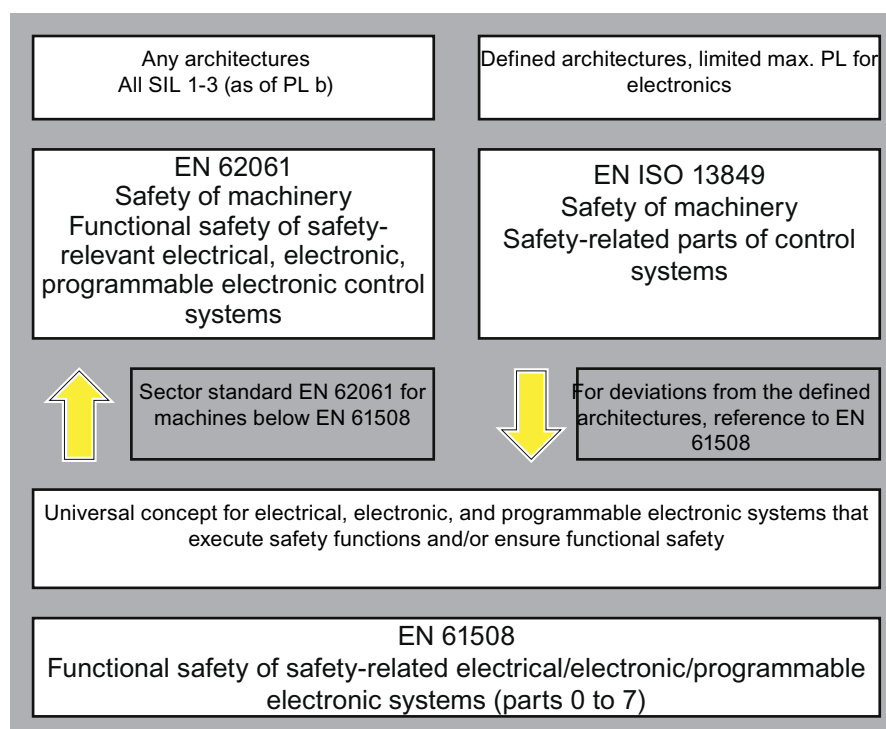 Any architectures
All SIL 1-3 (as of PL b)
Defined architectures, limited max. PL for
electronics
EN 62061
Safety of machinery
Functional safety of safety-
relevant electrical, electronic,
programmable electronic control
systems
EN ISO 13849
Safety of machinery
Safety-related parts of control
systems
Sector standard EN 62061 for
machines below EN 61508
For deviations from the defined
architectures, reference to EN
61508
Universal concept for electrical, electronic, and programmable electronic systems that
execute safety functions and/or ensure functional safety
EN 61508
Functional safety of safety-related electrical/electronic/programmable
electronic systems (parts 0 to 7)